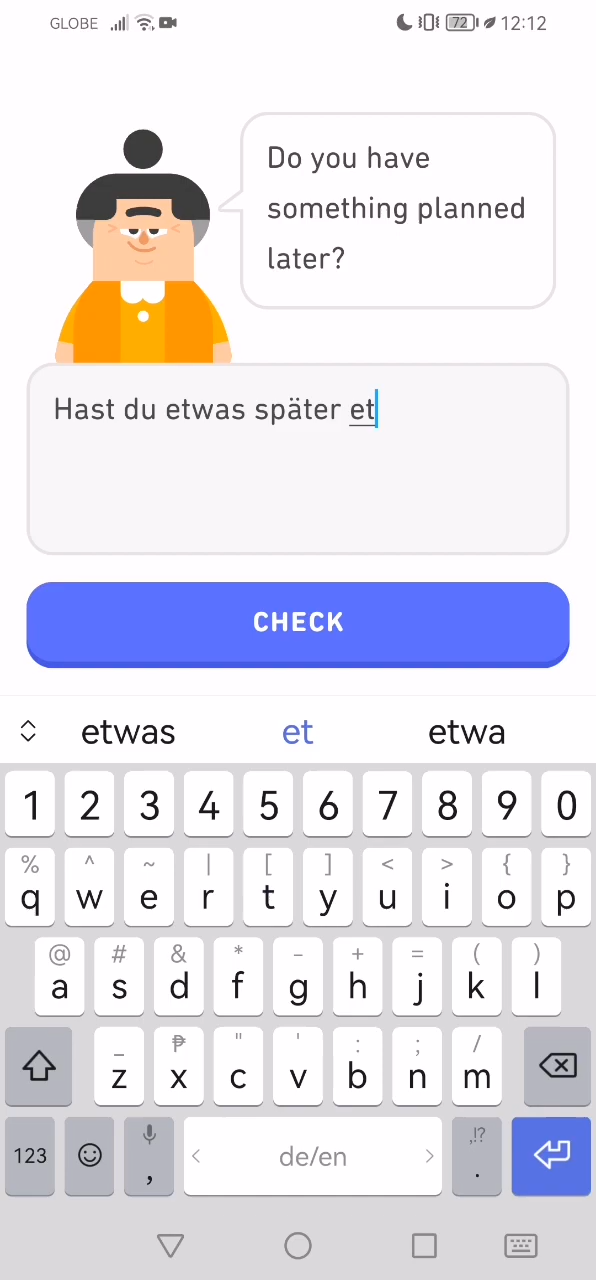 GLOBE 72 12:12
Do you have
something planned
later?
Hast du etwas später et
CHECK
etwas et etwa
1 2 3 4 5 6 7 8 9 0
% ^ ~ | [ ] < > { }
q w e r t y u i o p
@ # & * - + = ( )
a s d f g h j k l
_ ₱ " ' : ; /
z x c v b n m
,!?
123 , < de/en > .